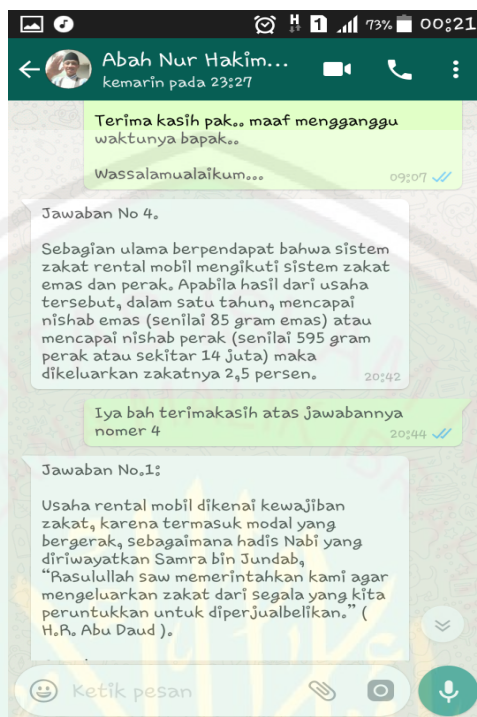 H 1 73% 00:21
Abah Nur Hakim...
kemarin pada 23:27
Terima kasih pak.. maaf mengganggu
waktunya bapak..
Wassalamualaikum...
09:07
Jawaban No 4.
Sebagian ulama berpendapat bahwa sistem
zakat rental mobil mengikuti sistem zakat
emas dan perak. Apabila hasil dari usaha
tersebut, dalam satu tahun, mencapai
nishab emas (senilai 85 gram emas) atau
mencapai nishab perak (senilai 595 gram
perak atau sekitar 14 juta) maka
dikeluarkan zakatnya 2,5 persen.
20:42
Iya bah terimakasih atas jawabannya
nomer 4
20:44
Jawaban No.1:
Usaha rental mobil dikenai kewajiban
zakat, karena termasuk modal yang
bergerak, sebagaimana hadis Nabi yang
diriwayatkan Samra bin Jundab,
“Rasulullah saw memerintahkan kami agar
mengeluarkan zakat dari segala yang kita
peruntukkan untuk diperjualbelikan.” (
H.R. Abu Daud ).
Ketik pesan